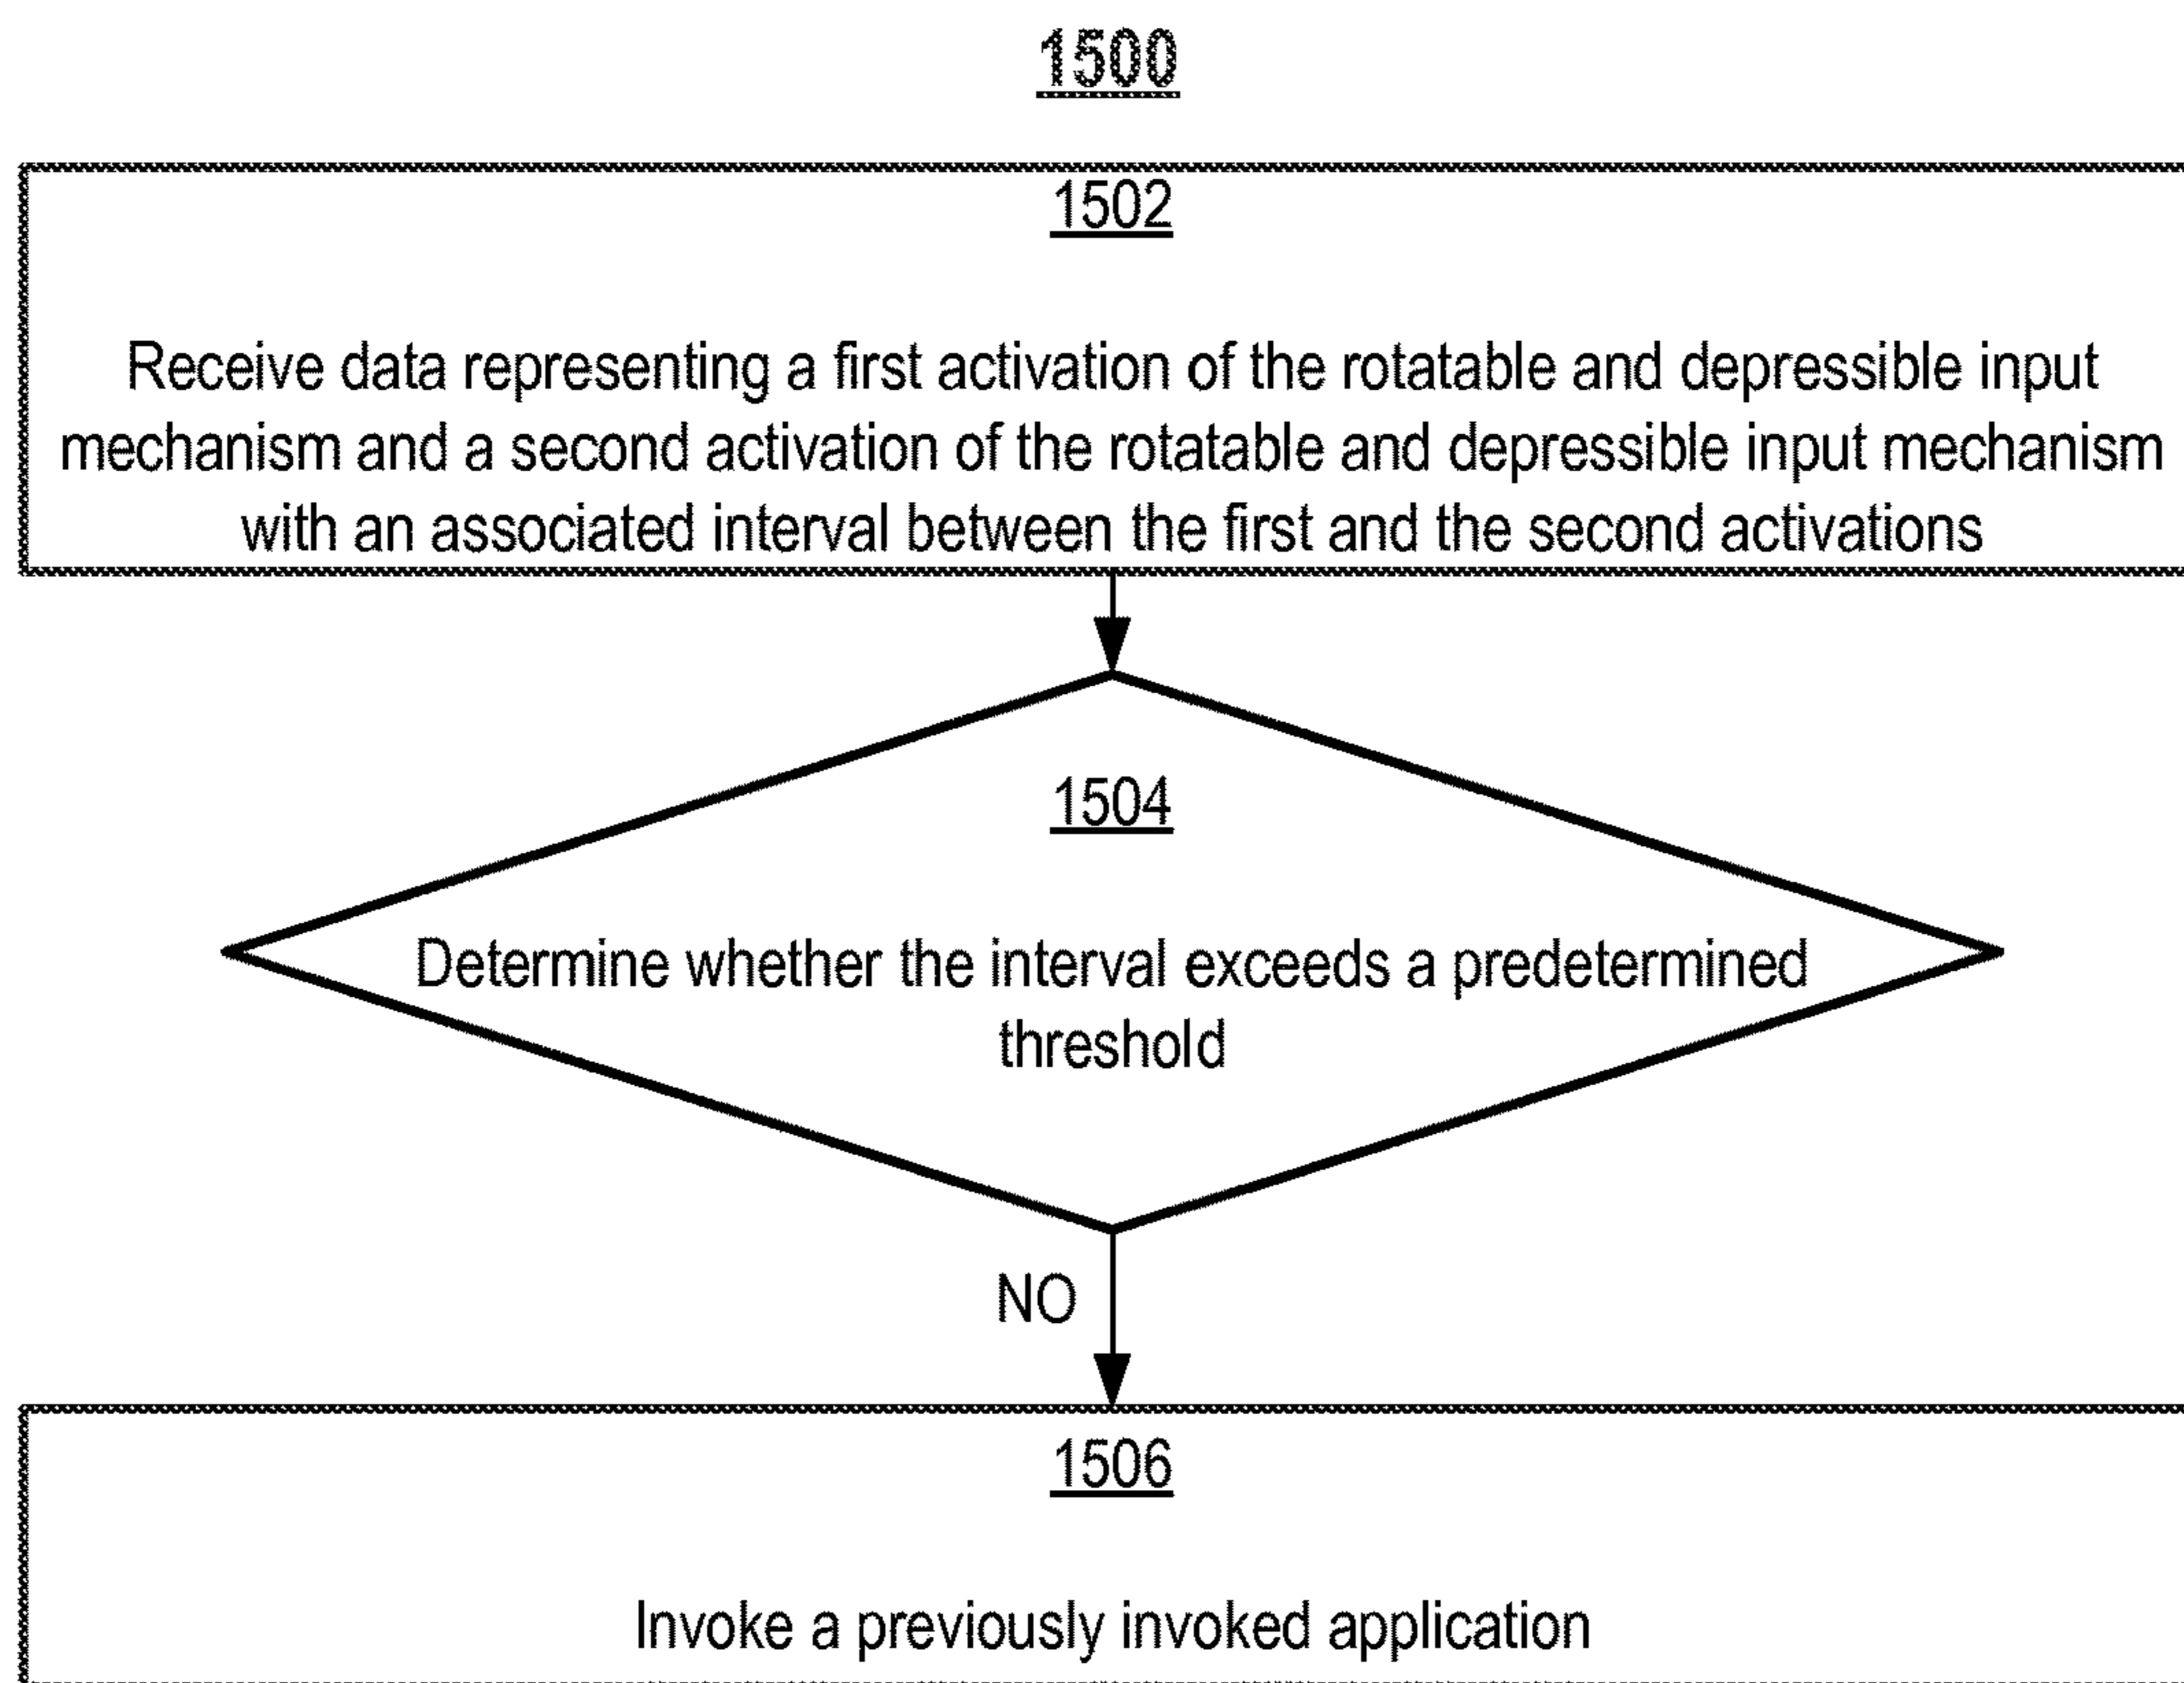 1500
1502
Receive data representing a first activation of the rotatable and depressible input
mechanism and a second activation of the rotatable and depressible input mechanism
with an associated interval between the first and the second activations
1504
Determine whether the interval exceeds a predetermined
threshold
NO
1506
Invoke a previously invoked application